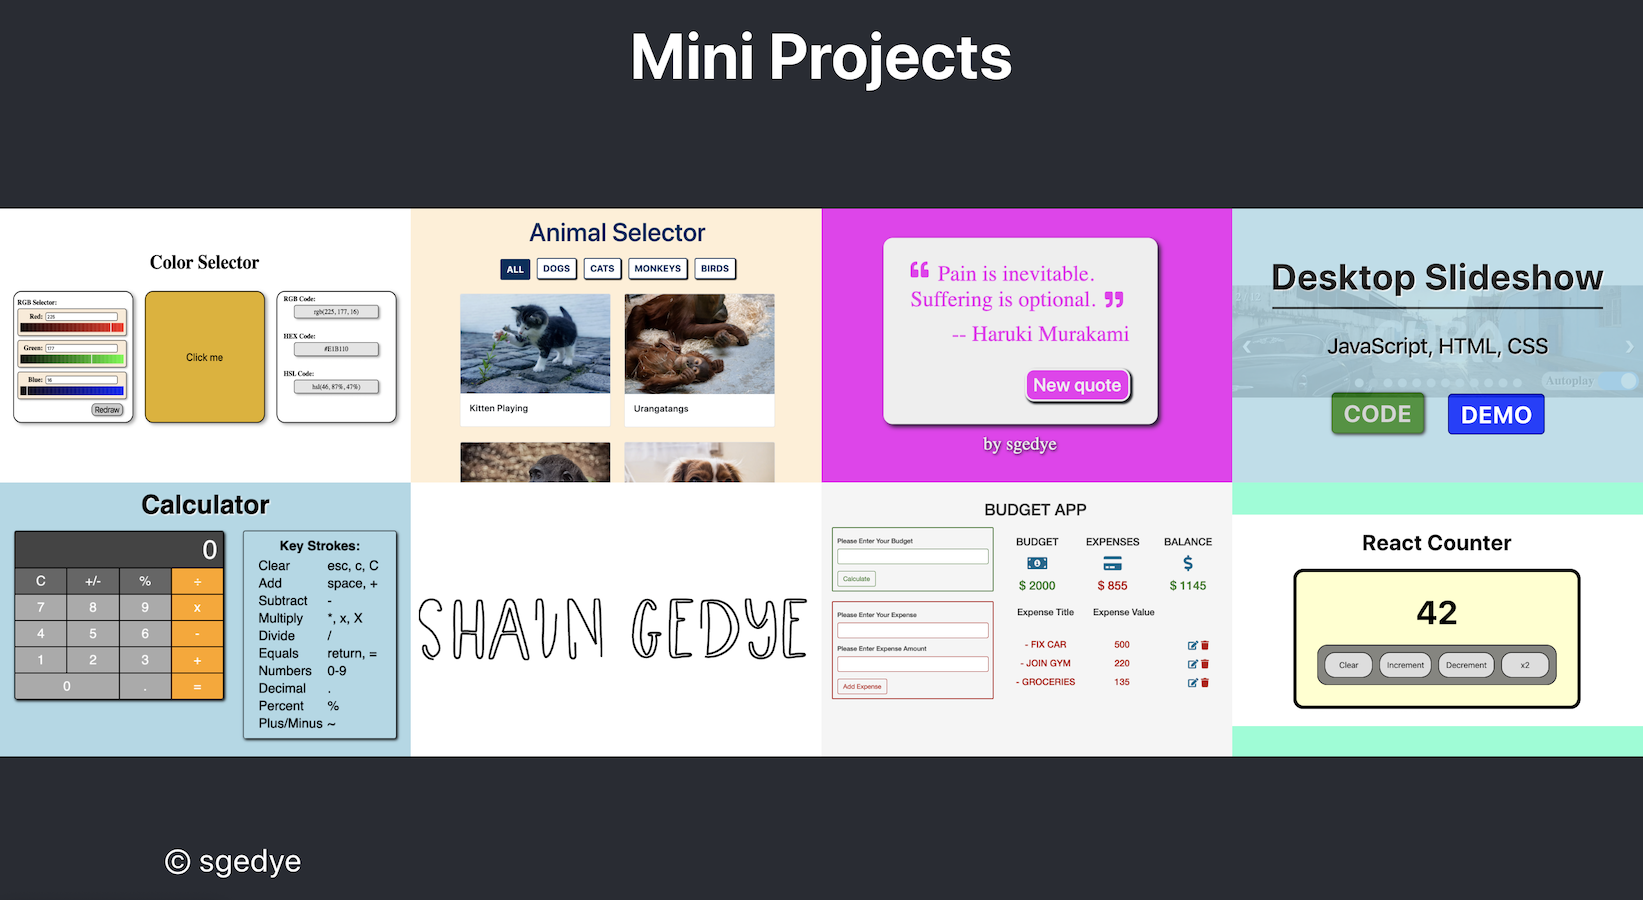 Mini Projects
Color Selector
RGB Selector:
Red: 225
Green: 177
Blue: 16
Redraw
Click me
RGB Code:
rgb(225, 177, 16)
HEX Code:
#E1B110
HSL Code:
hsl(46, 87%, 47%)
Animal Selector
ALL DOGS CATS MONKEYS BIRDS
Kitten Playing
Urangatangs
❝ Pain is inevitable.
Suffering is optional. ❞
-- Haruki Murakami
New quote
by sgedye
Desktop Slideshow
JavaScript, HTML, CSS
Autoplay
CODE DEMO
Calculator
0
C +/- % ÷
7 8 9 x
4 5 6 -
1 2 3 +
0 . =
Key Strokes:
Clear esc, c, C
Add space, +
Subtract -
Multiply *, x, X
Divide /
Equals return, =
Numbers 0-9
Decimal .
Percent %
Plus/Minus ~
SHAUN GEDYE
BUDGET APP
Please Enter Your Budget
Calculate
Please Enter Your Expense
Please Enter Expense Amount
Add Expense
BUDGET EXPENSES BALANCE
$ 2000 $ 855 $ 1145
Expense Title Expense Value
- FIX CAR 500
- JOIN GYM 220
- GROCERIES 135
React Counter
42
Clear Increment Decrement x2
© sgedye